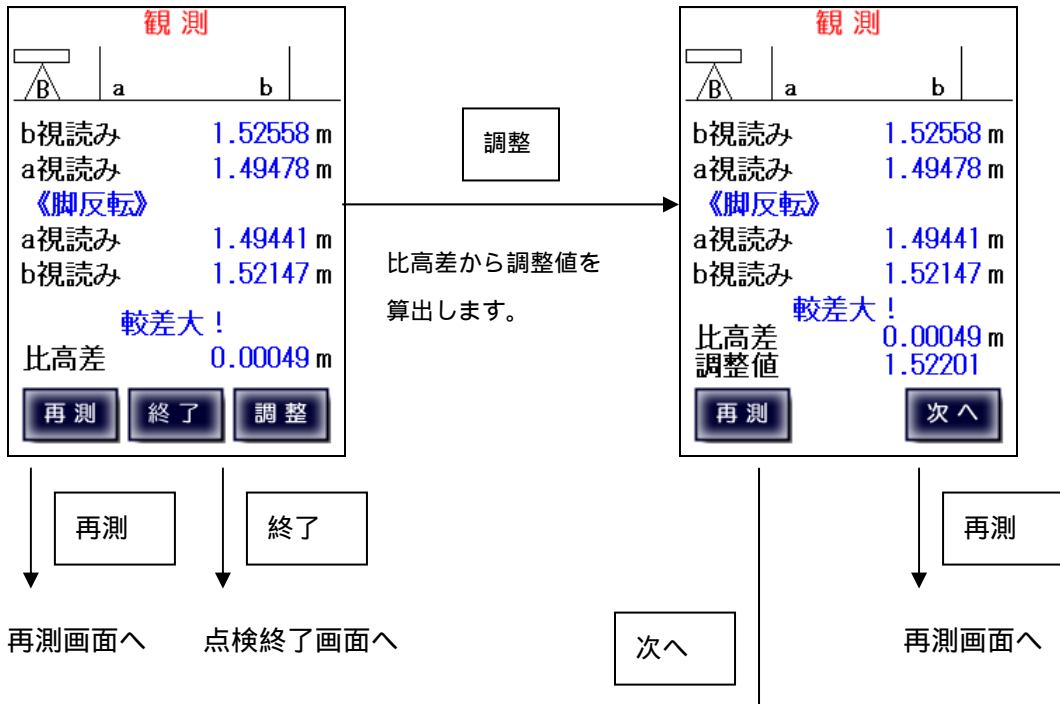 観測
B a b
b視読み 1.52558 m
a視読み 1.49478 m
《脚反転》
a視読み 1.49441 m
b視読み 1.52147 m
較差大！
比高差 0.00049 m
再測 終了 調整
調整
比高差から調整値を
算出します。
観測
B a b
b視読み 1.52558 m
a視読み 1.49478 m
《脚反転》
a視読み 1.49441 m
b視読み 1.52147 m
較差大！
比高差 0.00049 m
調整値 1.52201
再測 次へ
再測
終了
再測画面へ
点検終了画面へ
次へ
再測
再測画面へ